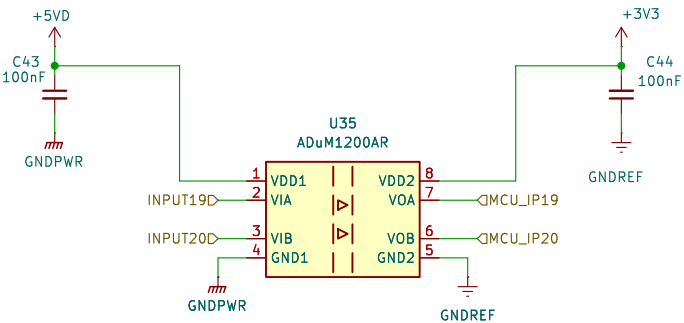 +5VD
+3V3
C43
100nF
C44
100nF
GNDPWR
GNDREF
U35
ADuM1200AR
1 VDD1 VDD2 8
INPUT19 2 VIA VOA 7 MCU_IP19
INPUT20 3 VIB VOB 6 MCU_IP20
4 GND1 GND2 5
GNDPWR
GNDREF